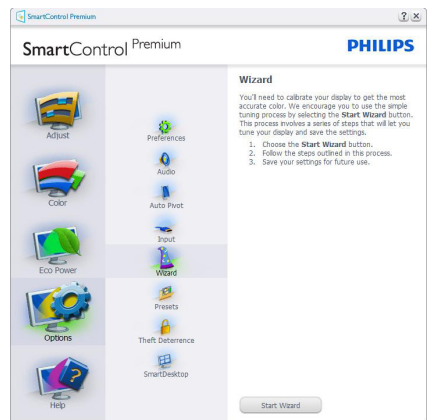 SmartControl Premium
? ×
SmartControl Premium
PHILIPS
Adjust
Color
Eco Power
Options
Help
Preferences
Audio
Auto Pivot
Input
Wizard
Presets
Theft Deterrence
SmartDesktop
Wizard
You'll need to calibrate your display to get the most
accurate color. We encourage you to use the simple
tuning process by selecting the Start Wizard button.
This process involves a series of steps that will let you
tune your display and save the settings.
1. Choose the Start Wizard button.
2. Follow the steps outlined in this process.
3. Save your settings for future use.
Start Wizard